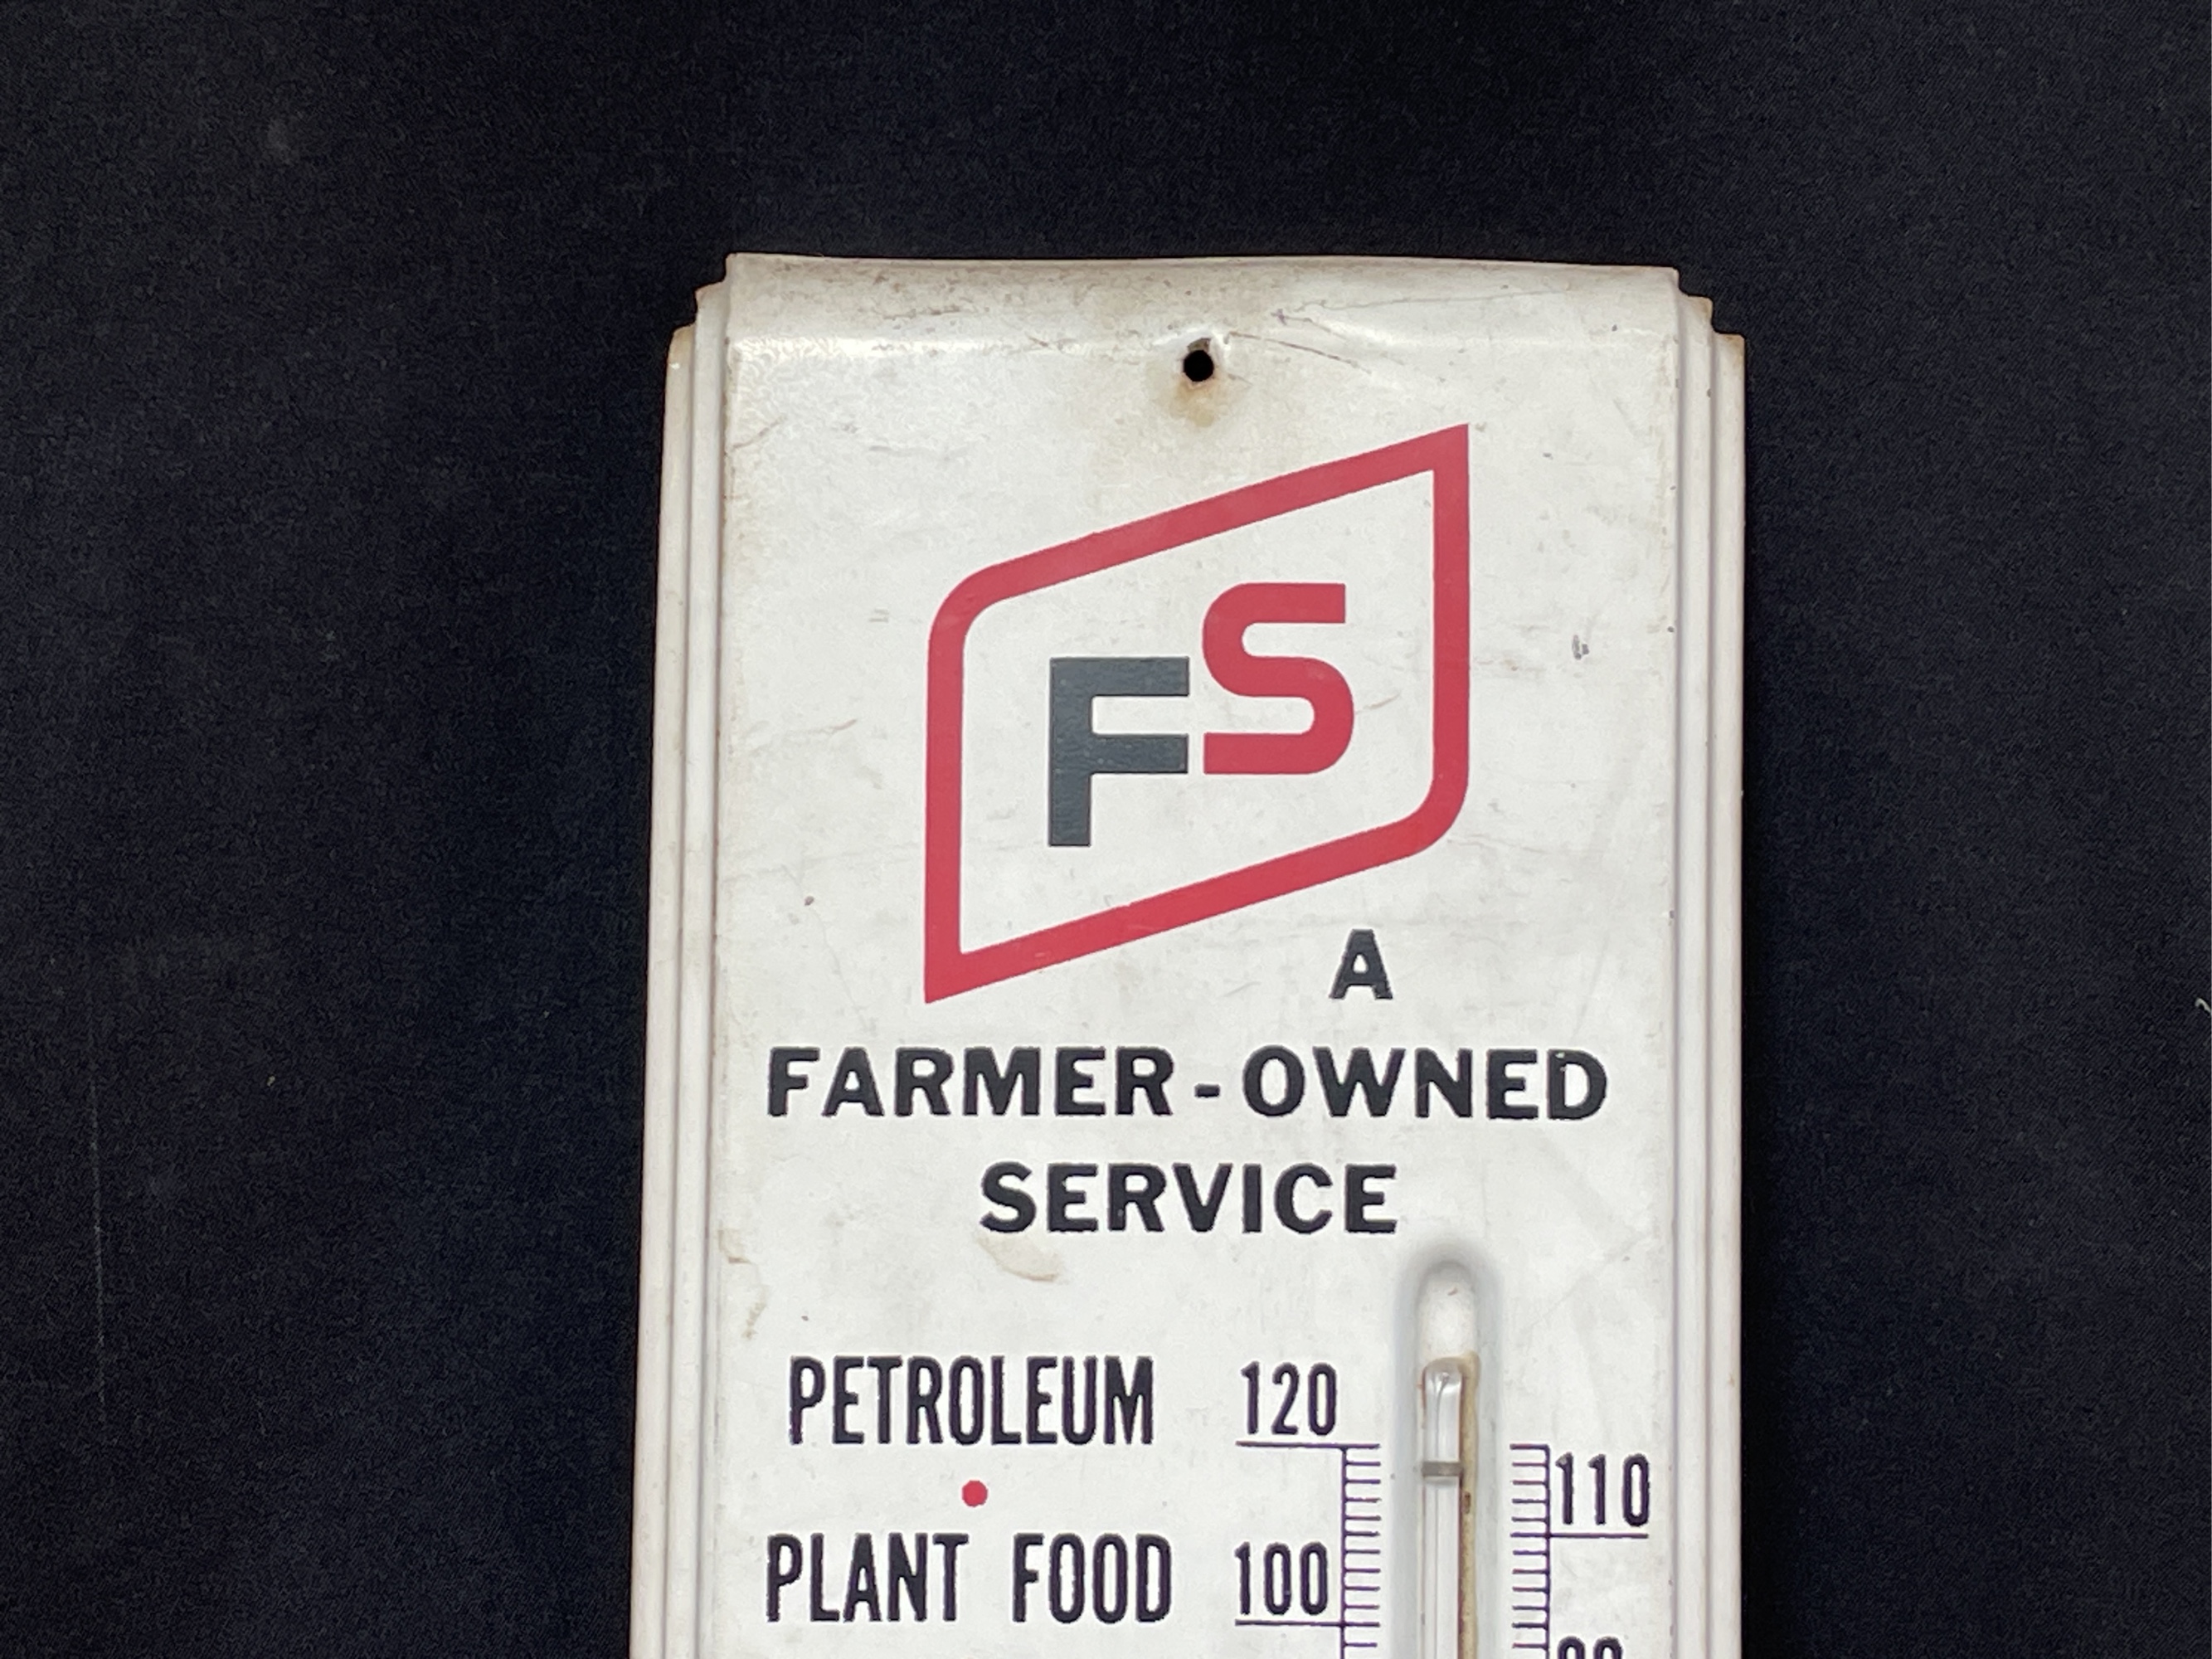 FS
A
FARMER-OWNED
SERVICE
PETROLEUM 120
110
PLANT FOOD 100